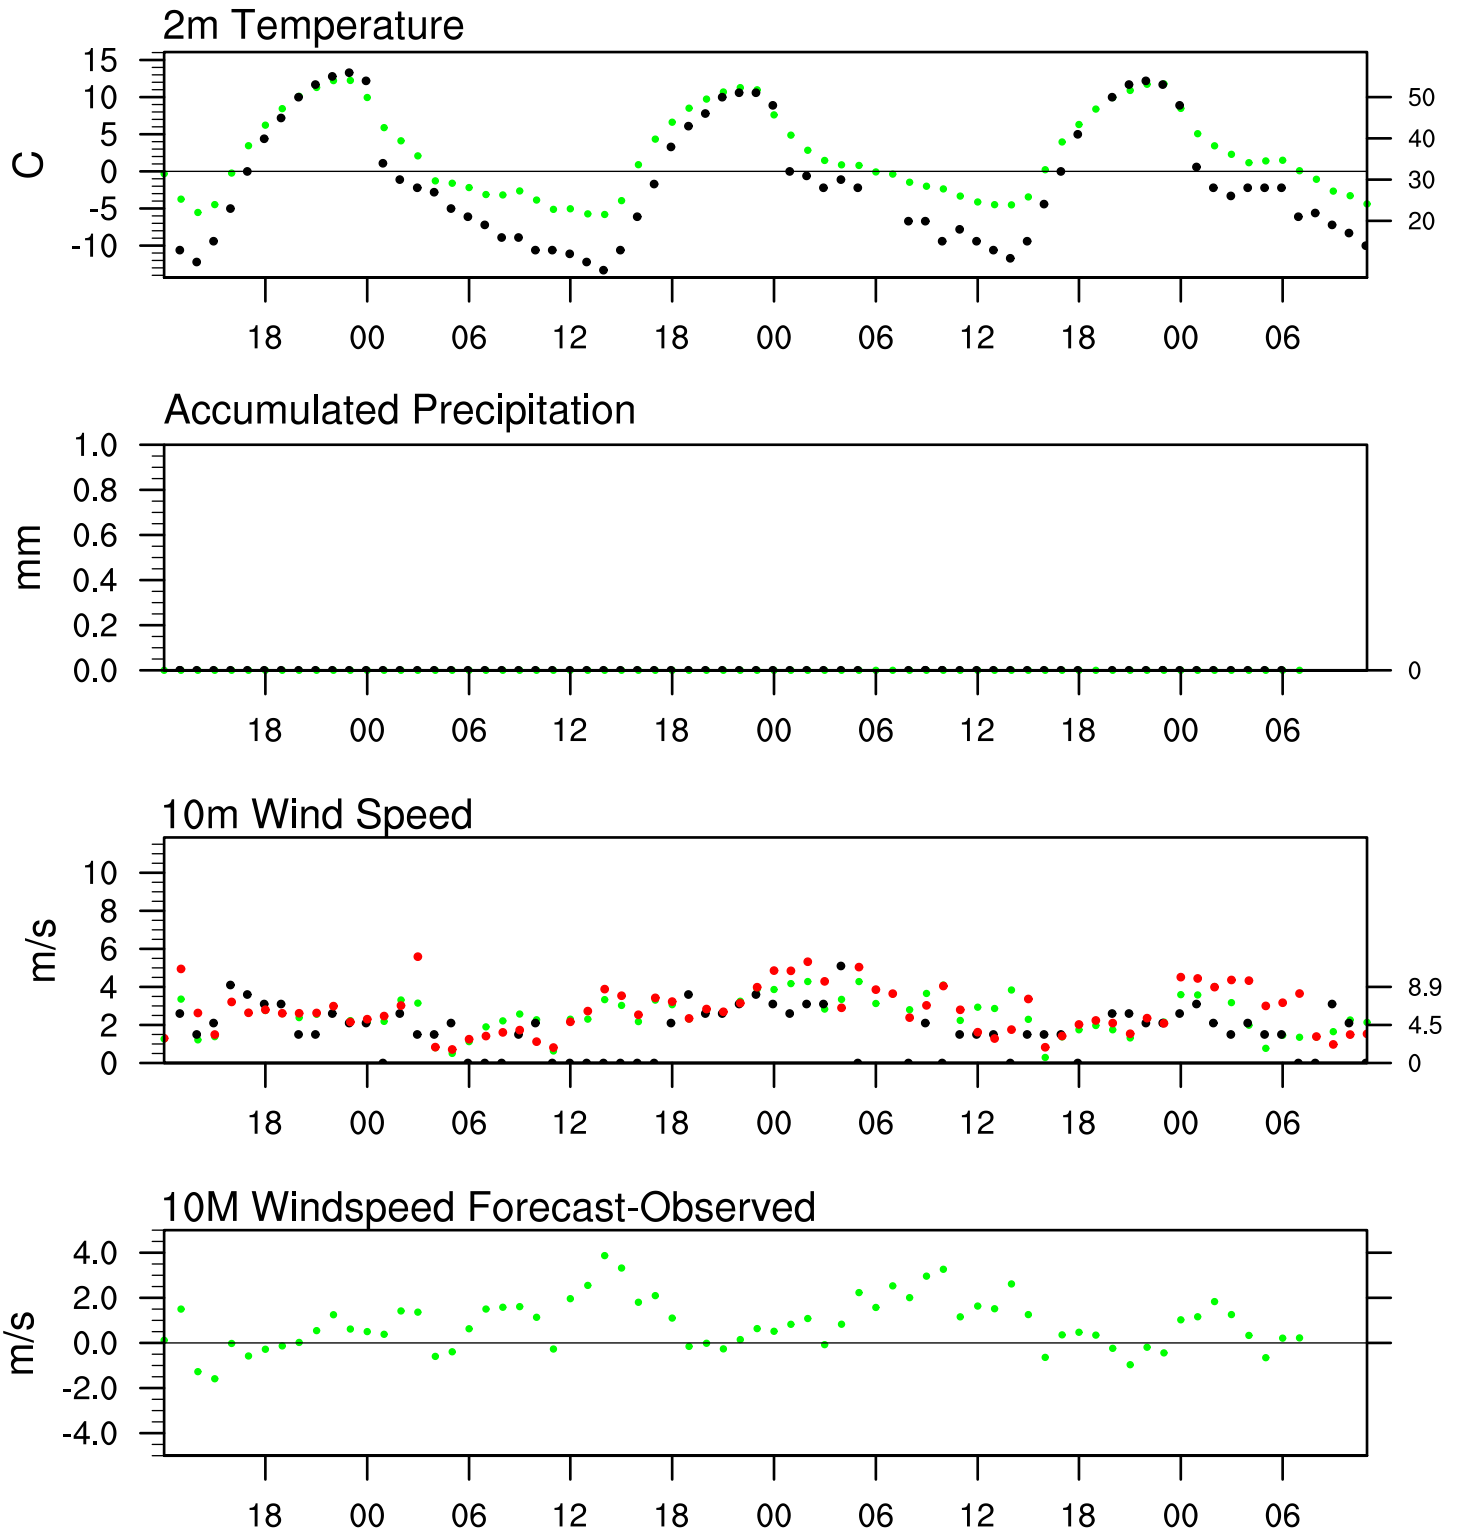 2m Temperature
15
10
5
0
-5
-10
C
50
40
30
20
18 00 06 12 18 00 06 12 18 00 06
Accumulated Precipitation
1.0
0.8
0.6
0.4
0.2
0.0
mm
0
18 00 06 12 18 00 06 12 18 00 06
10m Wind Speed
10
8
6
4
2
0
m/s
8.9
4.5
0
18 00 06 12 18 00 06 12 18 00 06
10M Windspeed Forecast-Observed
4.0
2.0
0.0
-2.0
-4.0
m/s
18 00 06 12 18 00 06 12 18 00 06